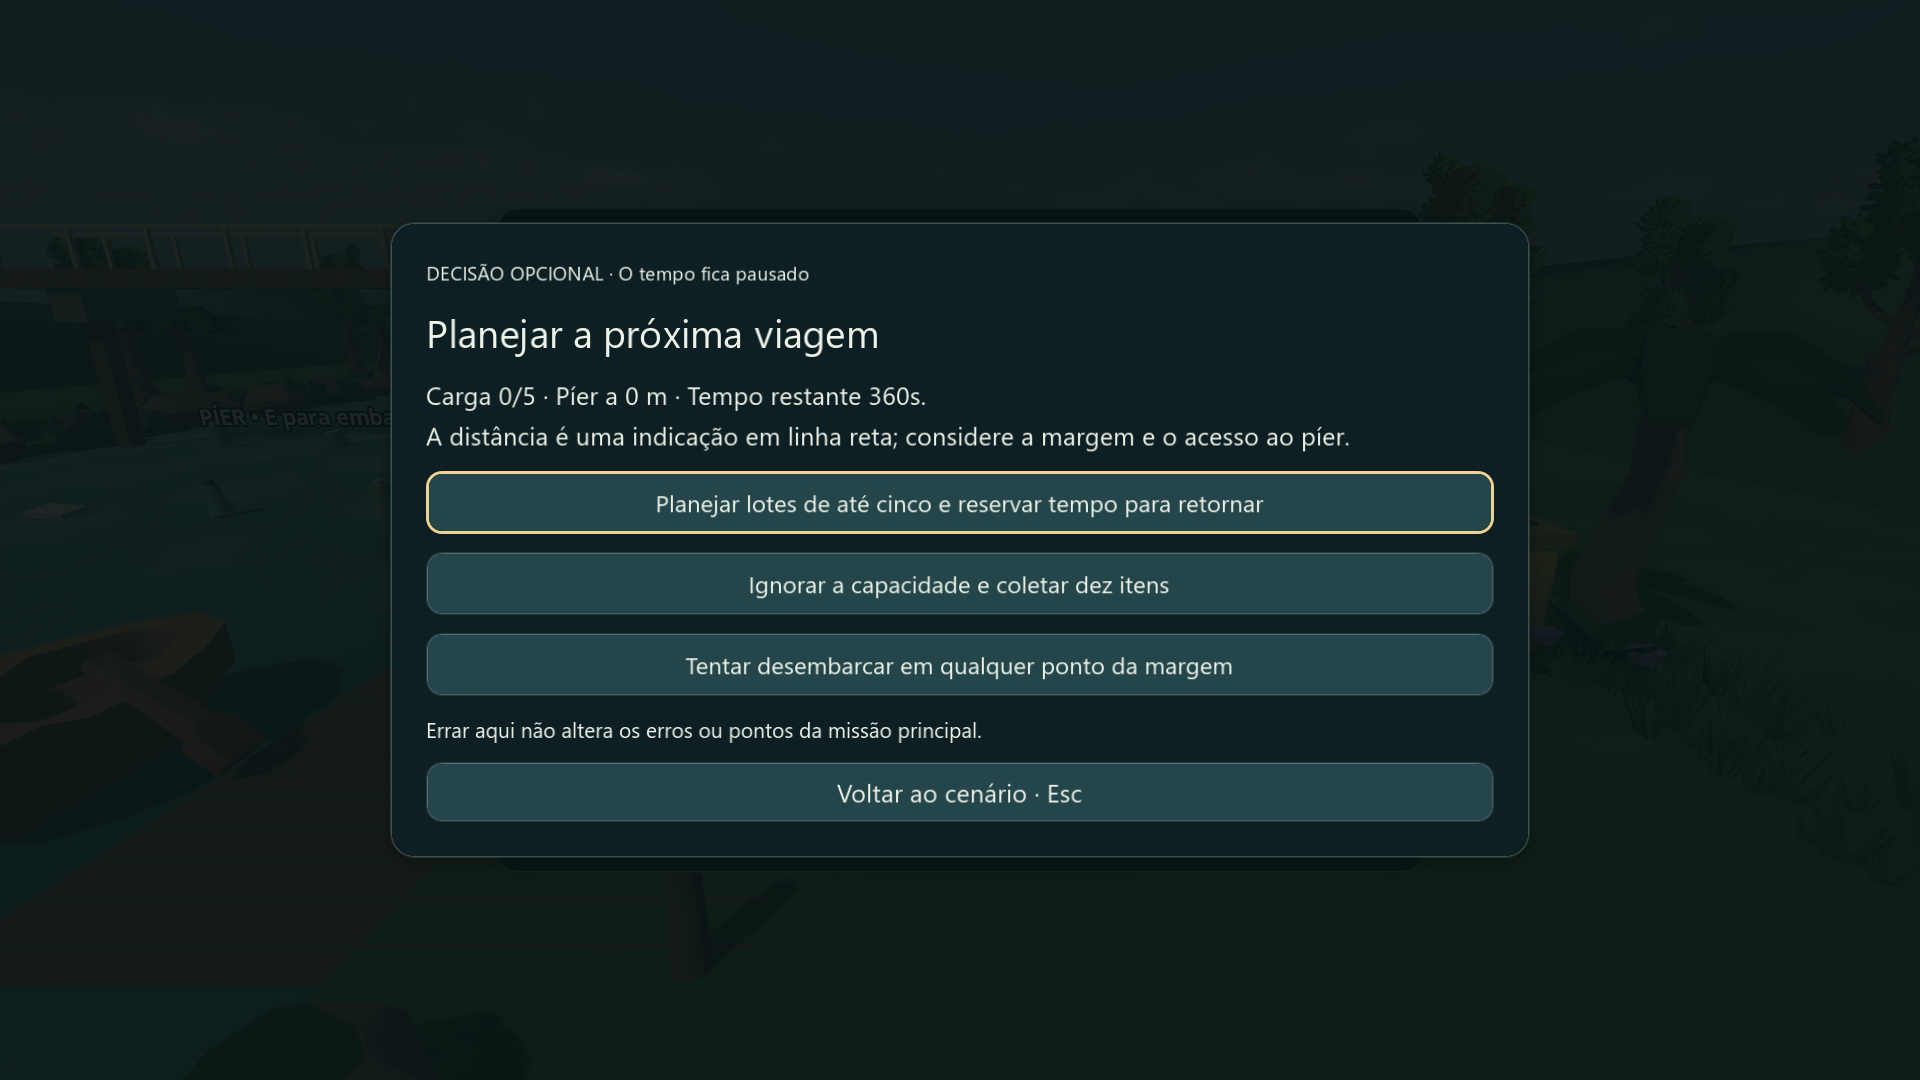 DECISÃO OPCIONAL · O tempo fica pausado
Planejar a próxima viagem
Carga 0/5 · Píer a 0 m · Tempo restante 360s.
A distância é uma indicação em linha reta; considere a margem e o acesso ao píer.
PÍER • E para emba
Planejar lotes de até cinco e reservar tempo para retornar
Ignorar a capacidade e coletar dez itens
Tentar desembarcar em qualquer ponto da margem
Errar aqui não altera os erros ou pontos da missão principal.
Voltar ao cenário · Esc